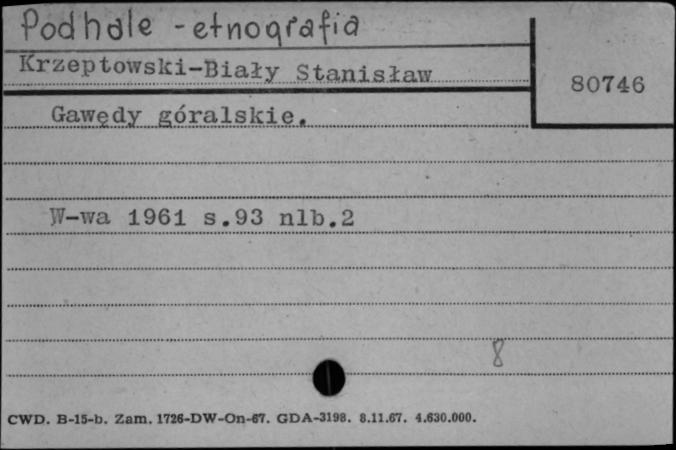 Podhale - etnografia
Krzeptowski-Biały Stanisław
80746
Gawędy góralskie.
W-wa 1961 s.93 nlb.2
8
CWD. B-15-b. Zam. 1726-DW-On-67. GDA-3198. 8.11.67. 4.630.000.